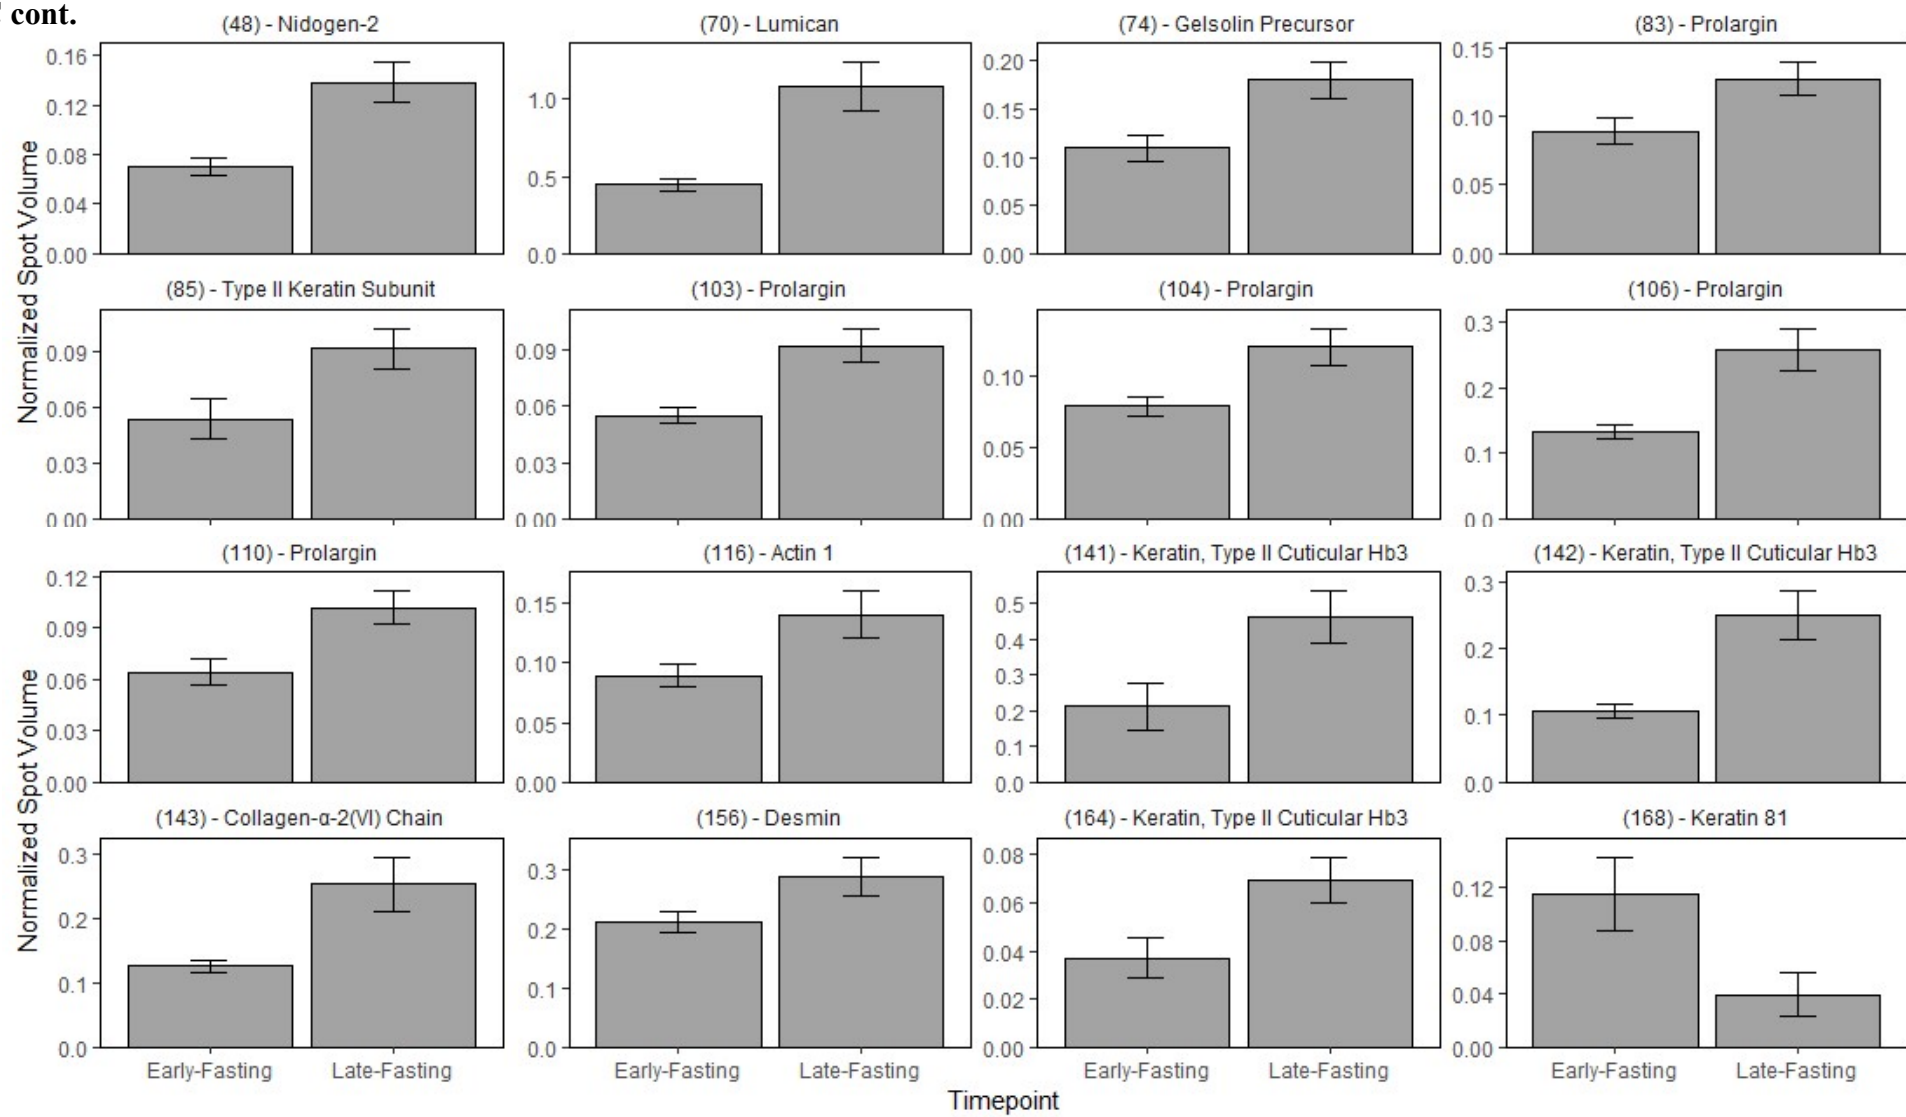 cont.
(48) - Nidogen-2
(70) - Lumican
(74) - Gelsolin Precursor
(83) - Prolargin
0.16
0.12
0.08
0.04
0.00
1.0
0.5
0.0
0.20
0.15
0.10
0.05
0.00
0.15
0.10
0.05
0.00
Normalized Spot Volume
(85) - Type II Keratin Subunit
(103) - Prolargin
(104) - Prolargin
(106) - Prolargin
0.09
0.06
0.03
0.00
0.09
0.06
0.03
0.00
0.10
0.05
0.00
0.3
0.2
0.1
0.0
(110) - Prolargin
(116) - Actin 1
(141) - Keratin, Type II Cuticular Hb3
(142) - Keratin, Type II Cuticular Hb3
0.12
0.09
0.06
0.03
0.00
0.15
0.10
0.05
0.00
0.5
0.4
0.3
0.2
0.1
0.0
0.3
0.2
0.1
0.0
Normalized Spot Volume
(143) - Collagen-α-2(VI) Chain
(156) - Desmin
(164) - Keratin, Type II Cuticular Hb3
(168) - Keratin 81
0.3
0.2
0.1
0.0
0.3
0.2
0.1
0.0
0.08
0.06
0.04
0.02
0.00
0.12
0.08
0.04
0.00
Early-Fasting Late-Fasting
Early-Fasting Late-Fasting
Early-Fasting Late-Fasting
Early-Fasting Late-Fasting
Timepoint